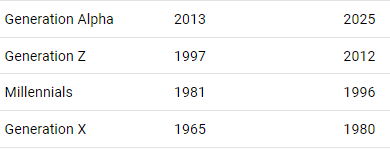 Generation Alpha 2013 2025
Generation Z 1997 2012
Millennials 1981 1996
Generation X 1965 1980